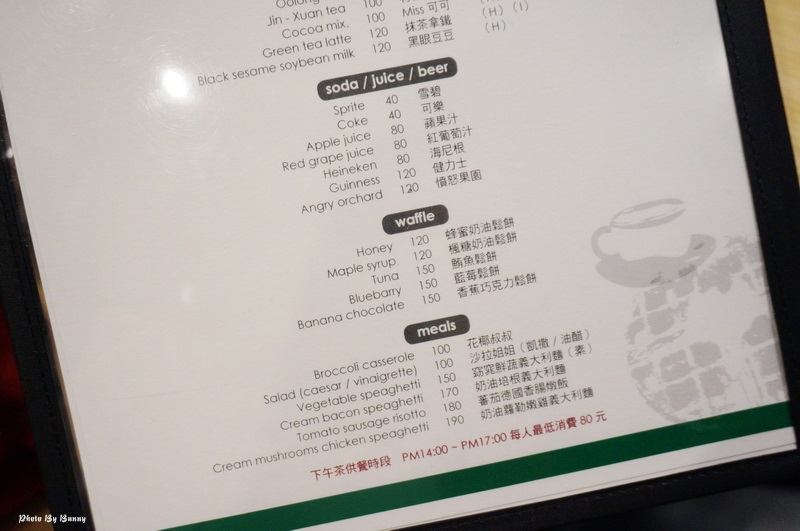 Jin - Xuan tea 100
Cocoa mix. 100 Miss 可可 (H) (I)
Green tea latte 120 抹茶拿鐵 (H)
Black sesame soybean milk 120 黑眼豆豆
soda / juice / beer
Sprite 40 雪碧
Coke 40 可樂
Apple juice 80 蘋果汁
Red grape juice 80 紅葡萄汁
Heineken 80 海尼根
Guinness 120 健力士
Angry orchard 120 憤怒果園
waffle
Honey 120 蜂蜜奶油鬆餅
Maple syrup 120 楓糖奶油鬆餅
Tuna 150 鮪魚鬆餅
Bluebarry 150 藍莓鬆餅
Banana chocolate 150 香蕉巧克力鬆餅
meals
Broccoli casserole 100 花椰叔叔
Salad (caesar / vinaigrette) 100 沙拉姐姐 (凱撒 / 油醋)
Vegetable speaghetti 150 窈窕鮮蔬義大利麵 (素)
Cream bacon speaghetti 170 奶油培根義大利麵
Tomato sausage risotto 180 蕃茄德國香腸燉飯
Cream mushrooms chicken speaghetti 190 奶油蘑勒嫩雞義大利麵
下午茶供餐時段 PM14:00 ~ PM17:00 每人最低消費 80 元
Photo By Bunny